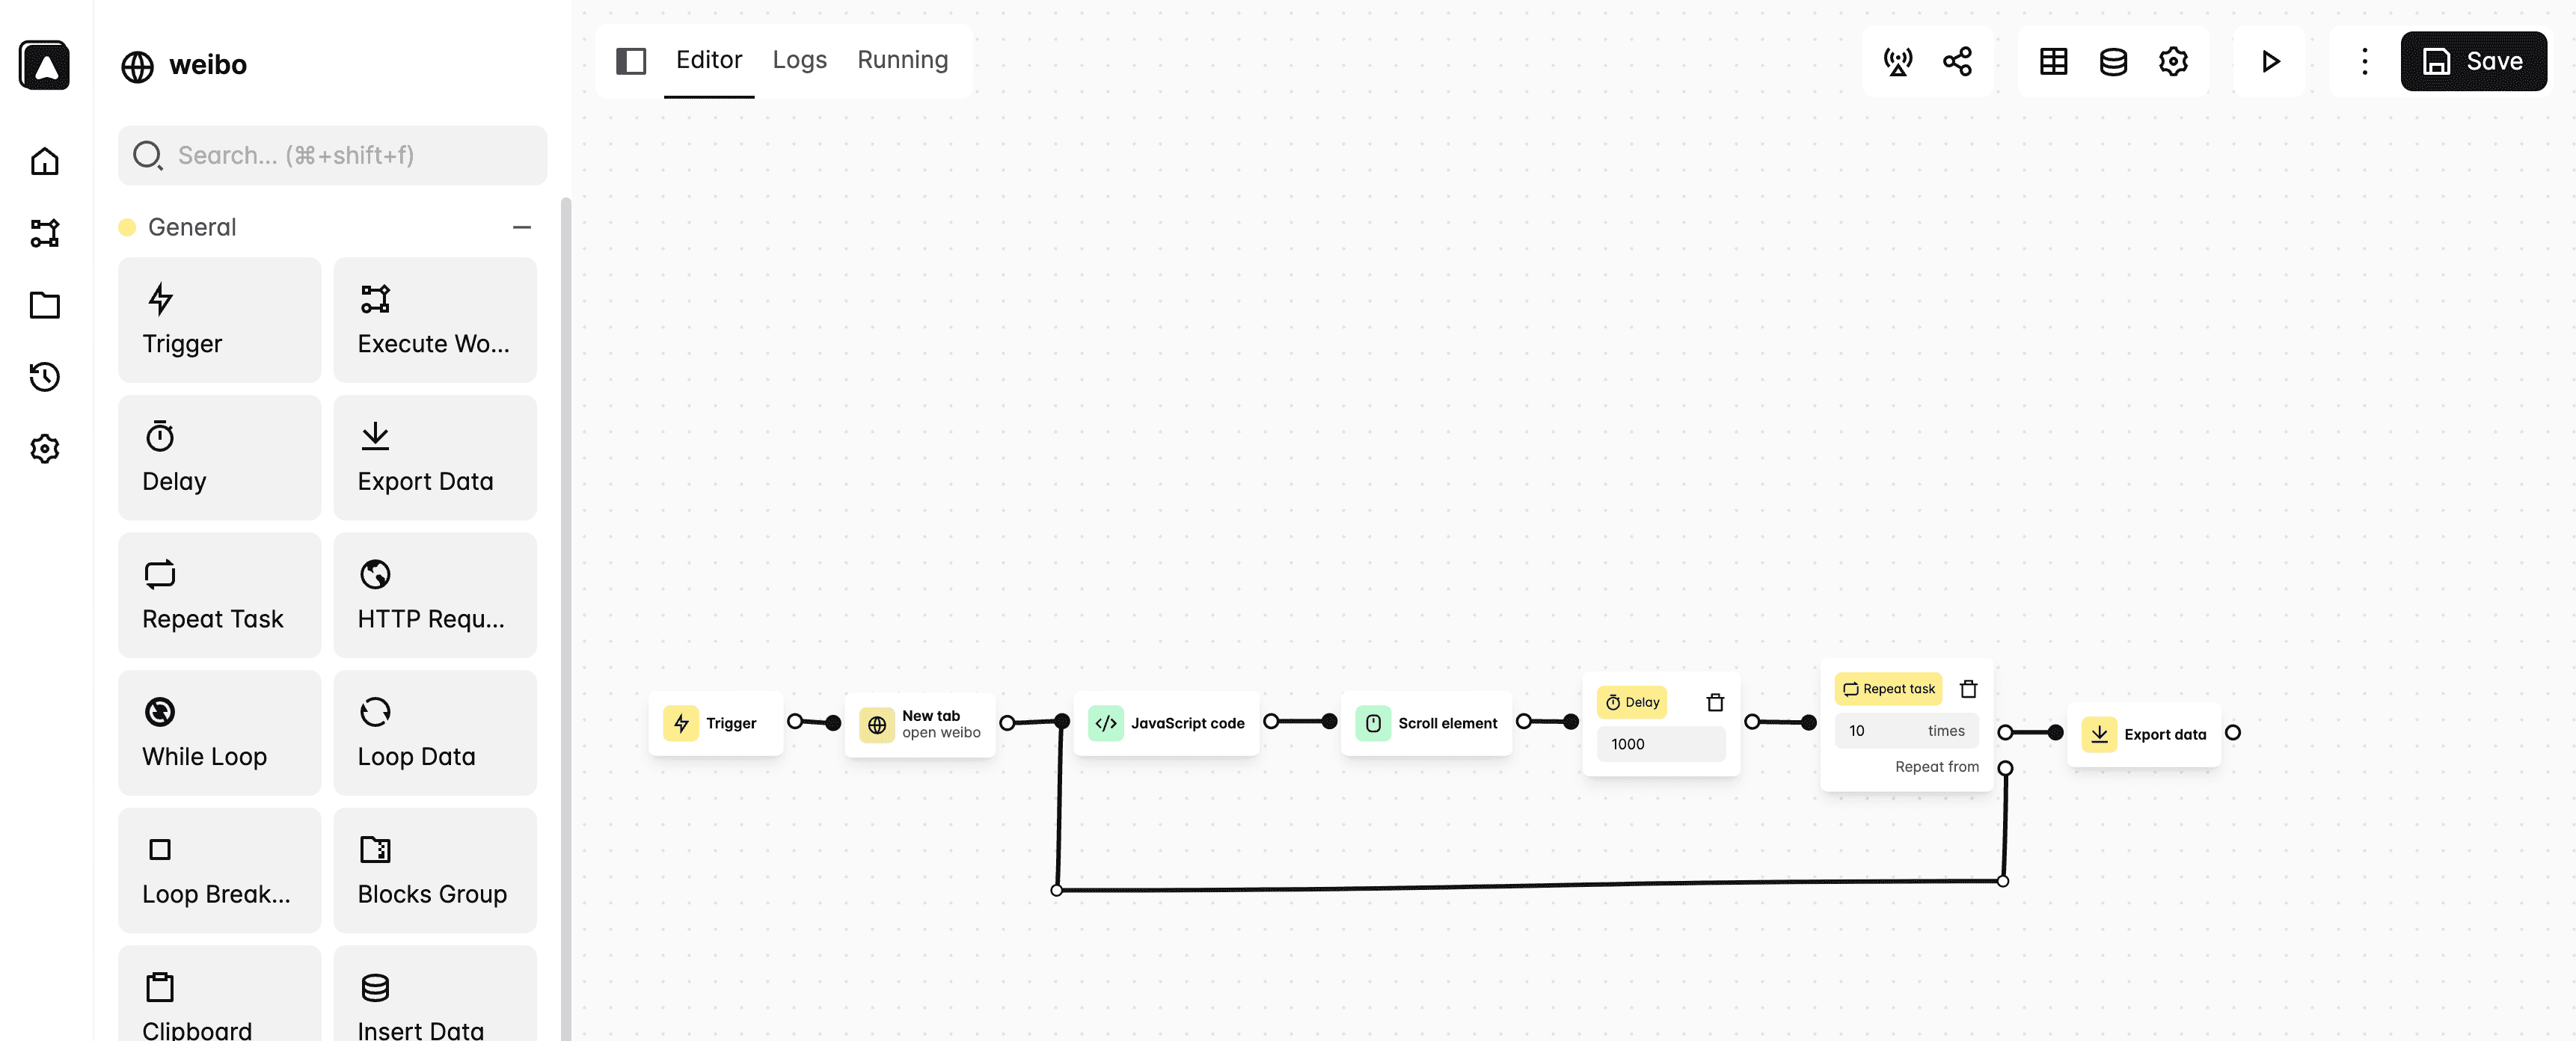 weibo
Editor
Logs
Running
Save
Search... (⌘+shift+f)
General
Trigger
Execute Wo...
Delay
Export Data
Repeat Task
HTTP Requ...
While Loop
Loop Data
Loop Break...
Blocks Group
Clipboard
Insert Data
Trigger
New tab
open weibo
JavaScript code
Scroll element
Delay
1000
Repeat task
10 times
Repeat from
Export data